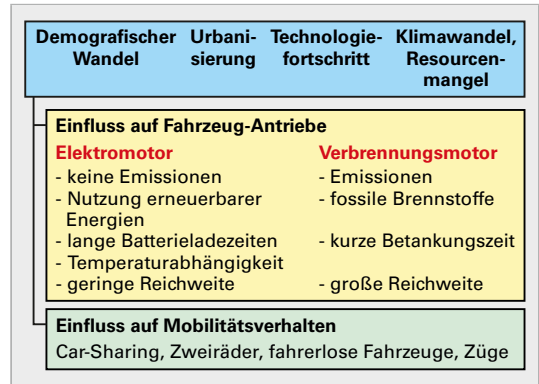 Demografischer Wandel
Urbani-
sierung
Technologie-
fortschritt
Klimawandel,
Resourcen-
mangel
Einfluss auf Fahrzeug-Antriebe
Elektromotor
- keine Emissionen
- Nutzung erneuerbarer
Energien
- lange Batterieladezeiten
- Temperaturabhängigkeit
- geringe Reichweite
Verbrennungsmotor
- Emissionen
- fossile Brennstoffe
- kurze Betankungszeit
- große Reichweite
Einfluss auf Mobilitätsverhalten
Car-Sharing, Zweiräder, fahrerlose Fahrzeuge, Züge